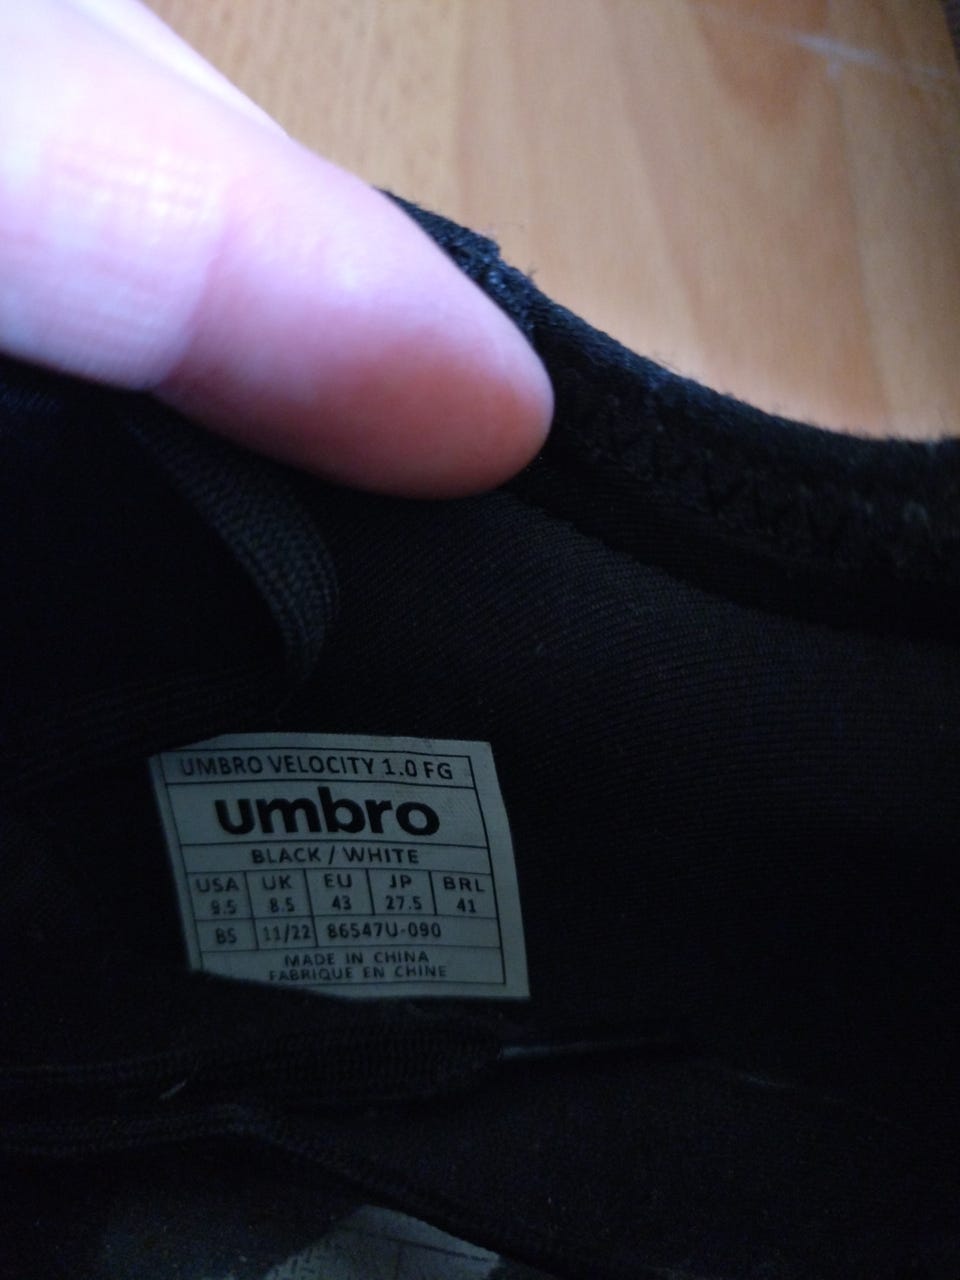 UMBRO VELOCITY 1.0 FG
umbro
BLACK / WHITE
USA UK EU JP BRL
9.5 8.5 43 27.5 41
BS 11/22 86547U-090
MADE IN CHINA
FABRIQUE EN CHINE